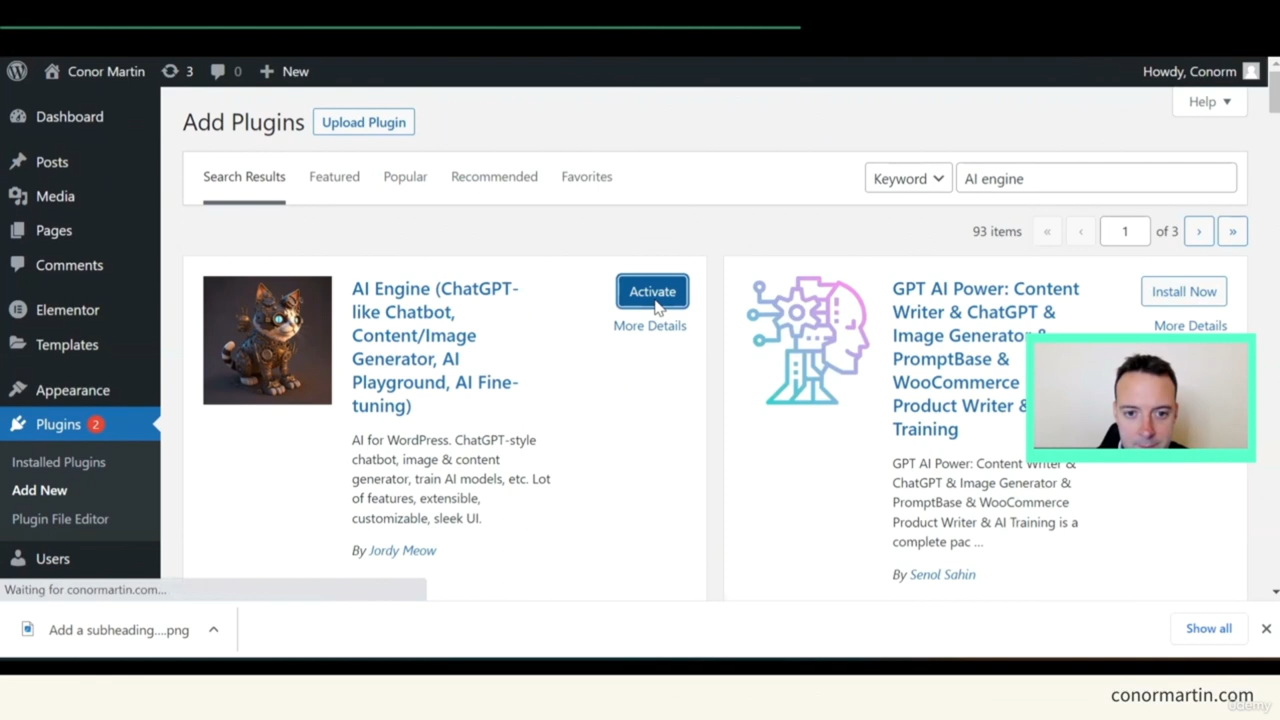 Conor Martin 3 0 New Howdy, Conorm
Help
Dashboard
Posts
Media
Pages
Comments
Elementor
Templates
Appearance
Plugins 2
Installed Plugins
Add New
Plugin File Editor
Users
Add Plugins Upload Plugin
Search Results Featured Popular Recommended Favorites Keyword AI engine
93 items « ‹ 1 of 3 › »
AI Engine (ChatGPT-
like Chatbot,
Content/Image
Generator, AI
Playground, AI Fine-
tuning)
Activate
More Details
AI for WordPress. ChatGPT-style
chatbot, image & content
generator, train AI models, etc. Lot
of features, extensible,
customizable, sleek UI.
By Jordy Meow
GPT AI Power: Content
Writer & ChatGPT &
Image Generator &
PromptBase &
WooCommerce
Product Writer &
Training
Install Now
More Details
GPT AI Power: Content Writer &
ChatGPT & Image Generator &
PromptBase & WooCommerce
Product Writer & AI Training is a
complete pac ...
By Senol Sahin
Waiting for conormartin.com...
Add a subheading....png
Show all
conormartin.com
udemy